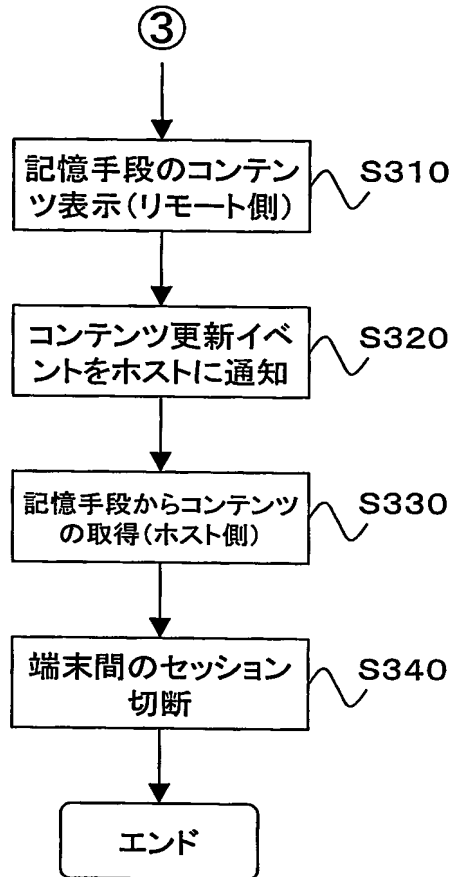 ③
記憶手段のコンテン
ツ表示(リモート側)
S310
コンテンツ更新イベ
ントをホストに通知
S320
記憶手段からコンテンツ
の取得(ホスト側)
S330
端末間のセッション
切断
S340
エンド